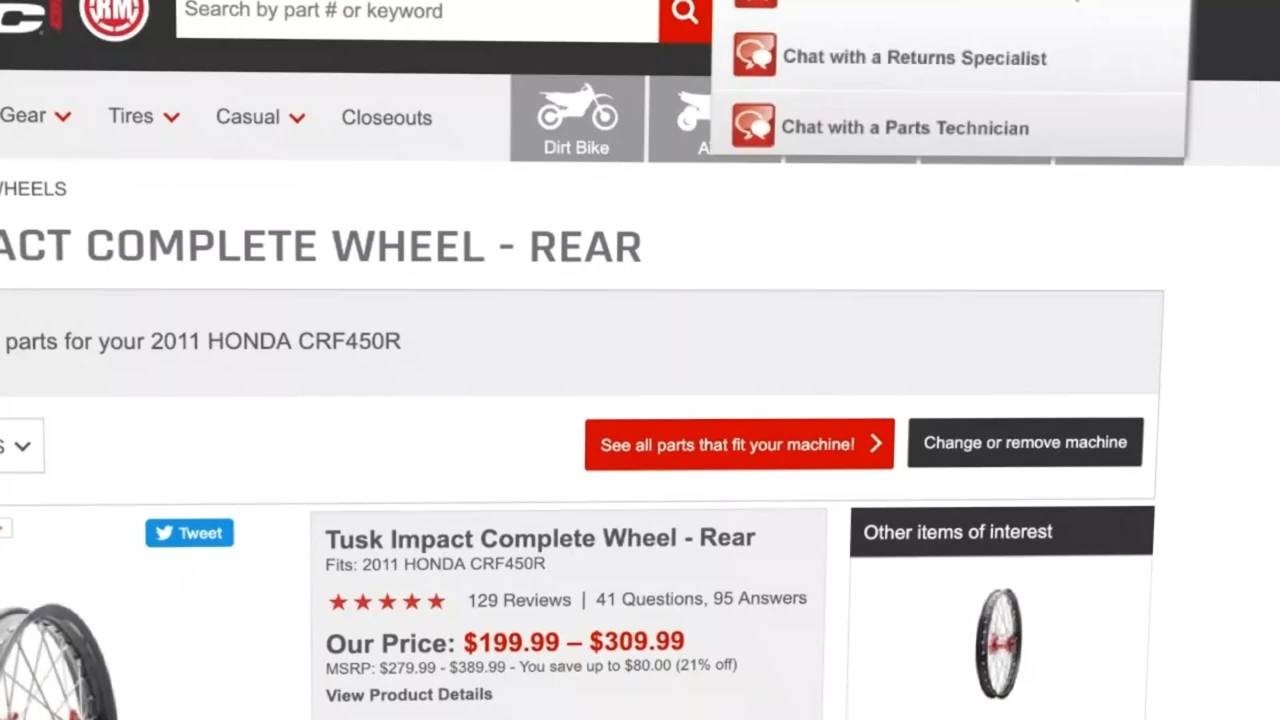 RM
Search by part # or keyword
Chat with a Returns Specialist
Chat with a Parts Technician
Gear
Tires
Casual
Closeouts
Dirt Bike
WHEELS
ACT COMPLETE WHEEL - REAR
parts for your 2011 HONDA CRF450R
See all parts that fit your machine!
Change or remove machine
Tweet
Tusk Impact Complete Wheel - Rear
Fits: 2011 HONDA CRF450R
129 Reviews | 41 Questions, 95 Answers
Our Price: $199.99 – $309.99
MSRP: $279.99 - $389.99 - You save up to $80.00 (21% off)
View Product Details
Other items of interest